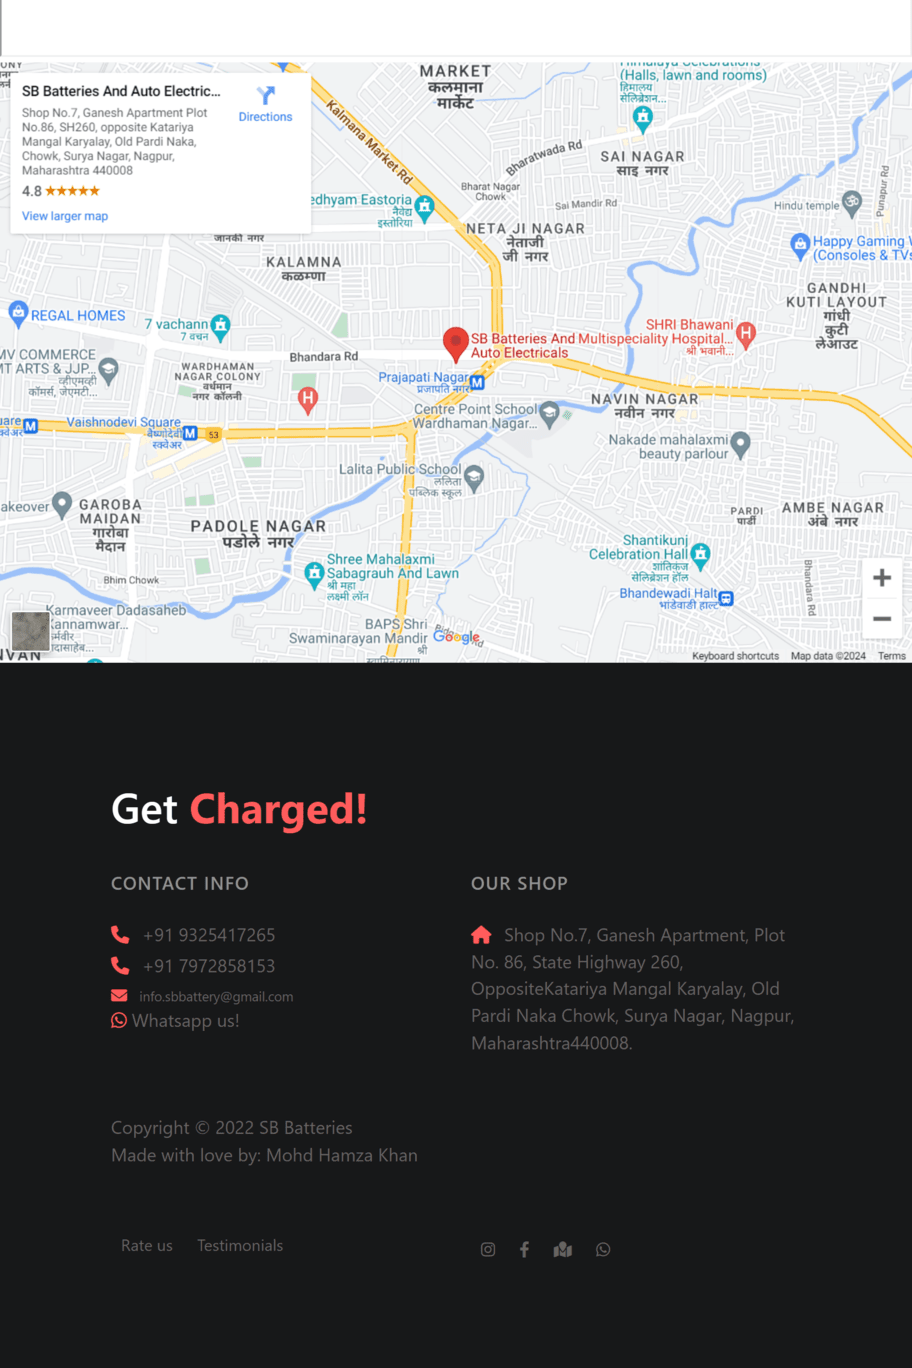 SB Batteries And Auto Electric...
Directions
Shop No.7, Ganesh Apartment Plot
No.86, SH260, opposite Katariya
Mangal Karyalay, Old Pardi Naka,
Chowk, Surya Nagar, Nagpur,
Maharashtra 440008
4.8
View larger map
MARKET
कलमाना
मार्केट
Kalmana Market Rd
(Halls, lawn and rooms)
हिमालय
सेलिब्रेशन...
Bharatwada Rd
SAI NAGAR
साइ नगर
Bharat Nagar
Chowk
Sai Mandir Rd
Hindu temple
Punapur Rd
edhyam Eastoria
नैवेद्य
इस्तोरिया
NETA JI NAGAR
नेताजी
जी नगर
Happy Gaming
(Consoles & TVs
जानकी नगर
KALAMNA
कळम्णा
GANDHI
KUTI LAYOUT
गांधी
कुटी
लेआउट
REGAL HOMES
7 vachann
7 वचन
SHRI Bhawani
Multispeciality Hospital...
श्री भवानी...
SB Batteries And
Auto Electricals
Bhandara Rd
MV COMMERCE
MT ARTS & JJP...
व्हीएमव्ही
कॉमर्स, जेएमटी...
WARDHAMAN
NAGAR COLONY
वर्धमान
नगर कॉलनी
Prajapati Nagar
प्रजापति नगर
NAVIN NAGAR
नवीन नगर
Centre Point School
Wardhaman Nagar...
Vaishnodevi Square
वैष्णोदेवी
स्क्वेअर
53
Nakade mahalaxmi
beauty parlour
Lalita Public School
ललिता
पब्लिक स्कूल
akeover
GAROBA
MAIDAN
गारोबा
मैदान
PADOLE NAGAR
पडोले नगर
PARDI
पार्डी
AMBE NAGAR
अंबे नगर
Shantikunj
Celebration Hall
शांतिकुंज
सेलिब्रेशन हॉल
Shree Mahalaxmi
Sabagrauh And Lawn
श्री महा
लक्ष्मी लॉन
Bhim Chowk
Bhandewadi Halt
भांडेवाडी हाल्ट
Bhandara Rd
Karmaveer Dadasaheb
Kannamwar...
BAPS Shri
Swaminarayan Mandir
श्री
Google
Keyboard shortcuts
Map data ©2024
Terms
Get Charged!
CONTACT INFO
+91 9325417265
+91 7972858153
info.sbbattery@gmail.com
Whatsapp us!
OUR SHOP
Shop No.7, Ganesh Apartment, Plot
No. 86, State Highway 260,
OppositeKatariya Mangal Karyalay, Old
Pardi Naka Chowk, Surya Nagar, Nagpur,
Maharashtra440008.
Copyright © 2022 SB Batteries
Made with love by: Mohd Hamza Khan
Rate us
Testimonials